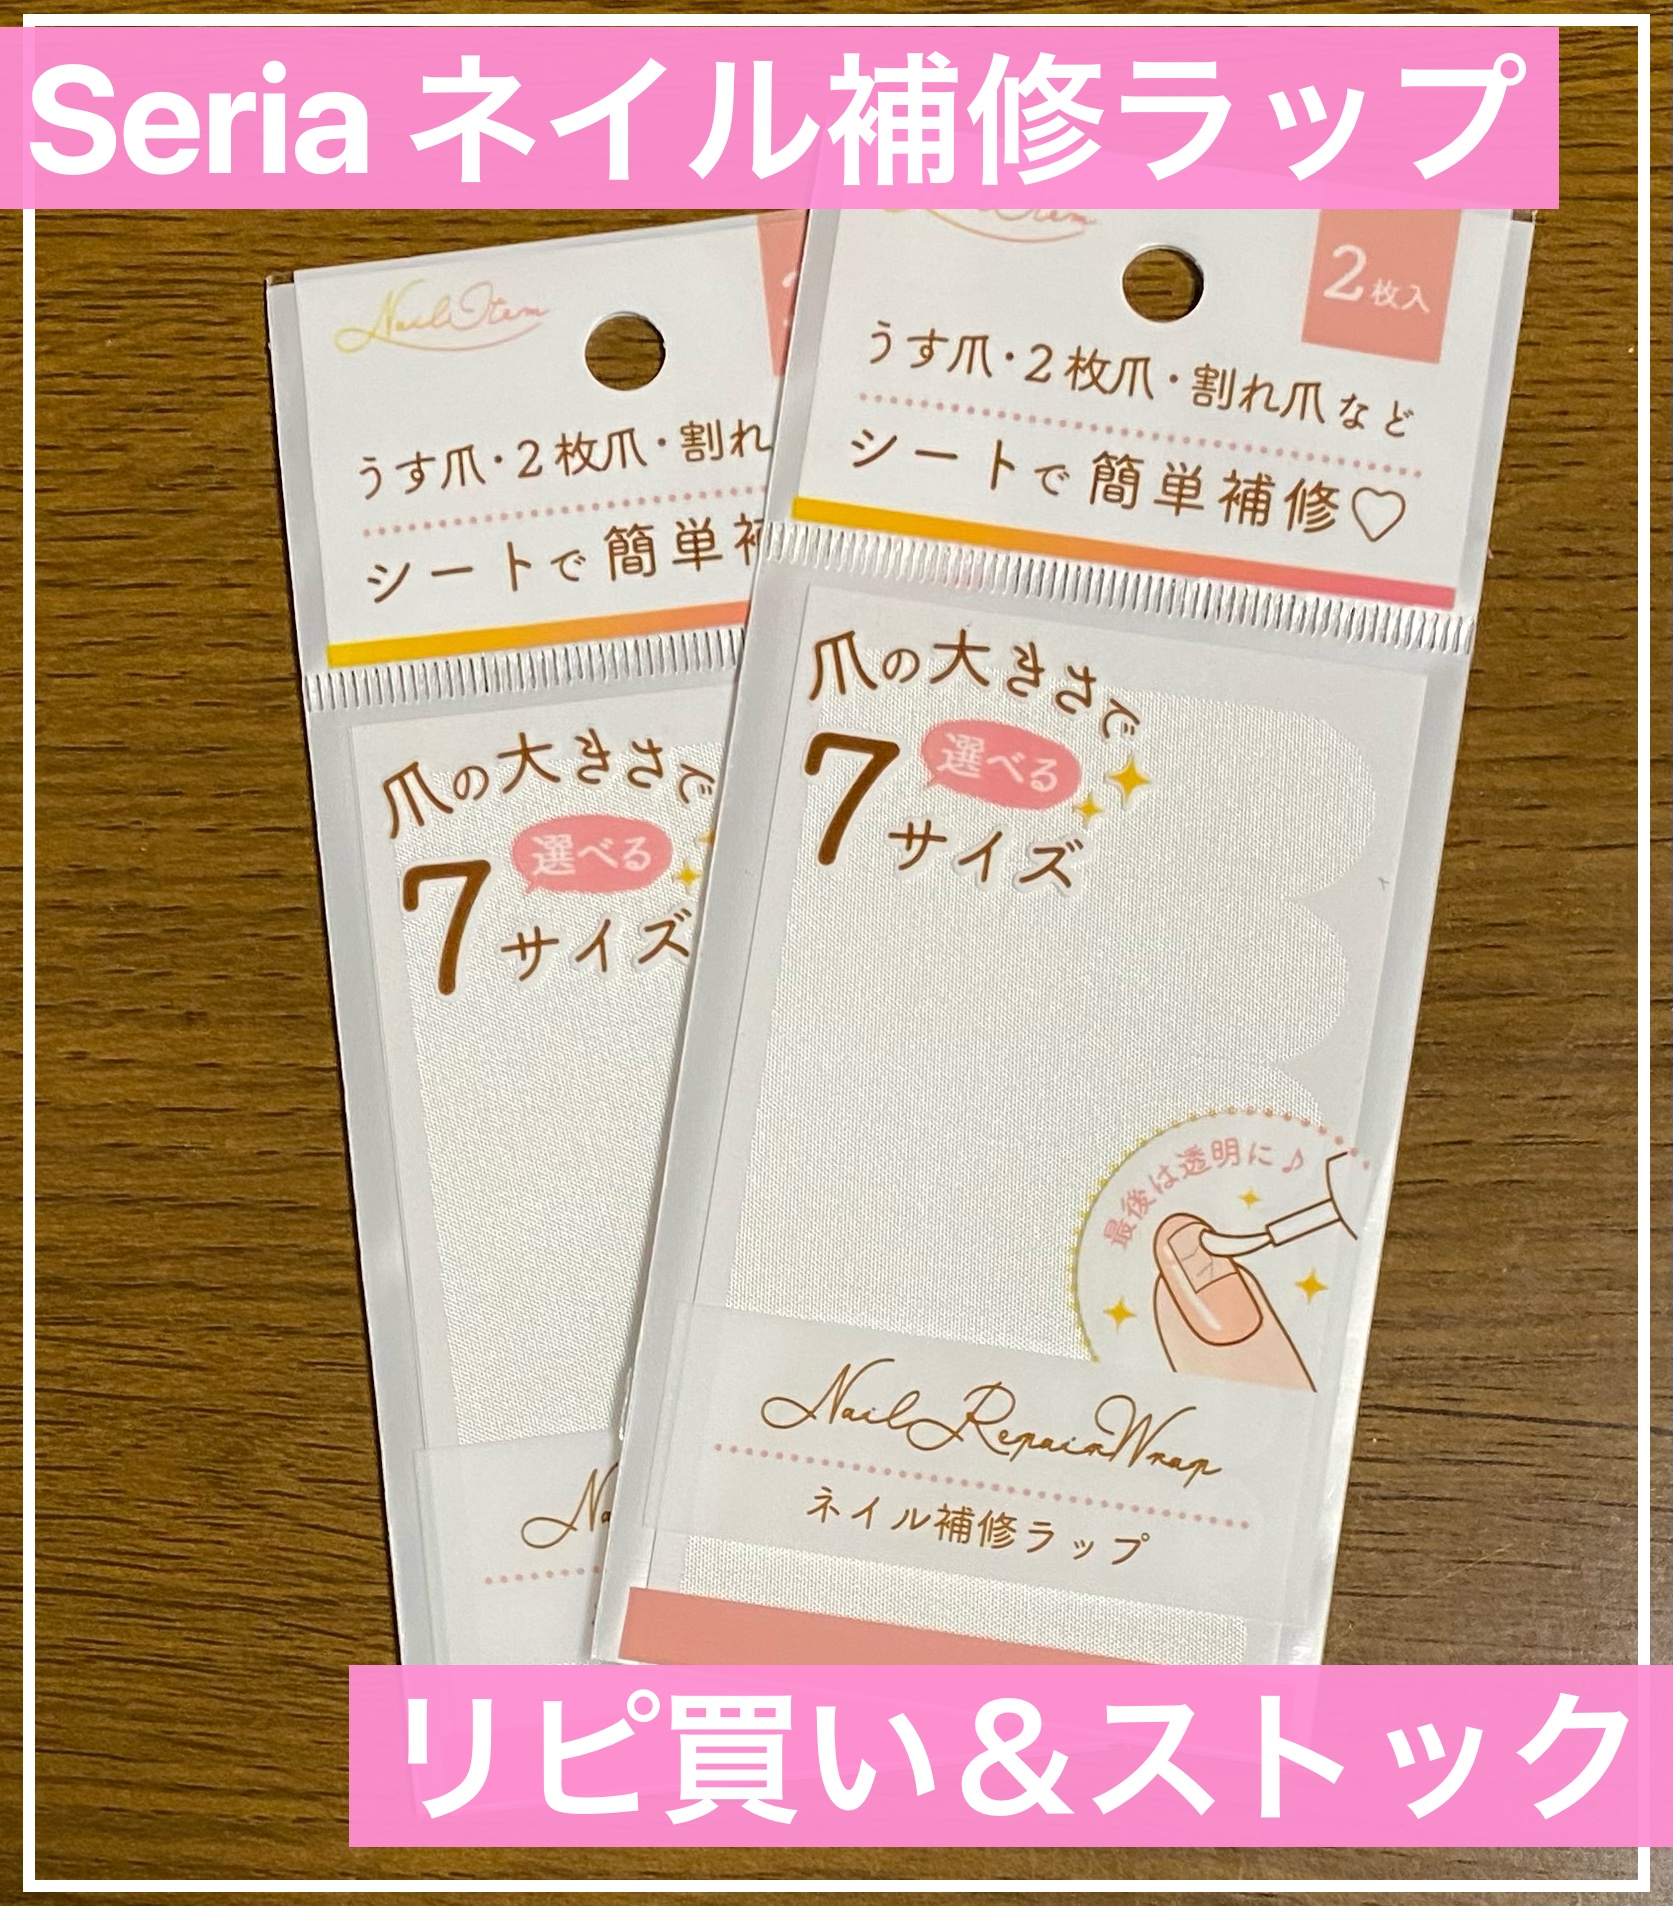 Seria ネイル補修ラップ
Nail Item
うす爪・2枚爪・割れ
シートで簡単補
爪の大きさで
7
選べる
サイズ
2枚入
うす爪・2枚爪・割れ爪など
シートで簡単補修♡
爪の大きさで
7
選べる
サイズ
最後は透明に♪
Nail Repair Wrap
ネイル補修ラップ
リピ買い&ストック